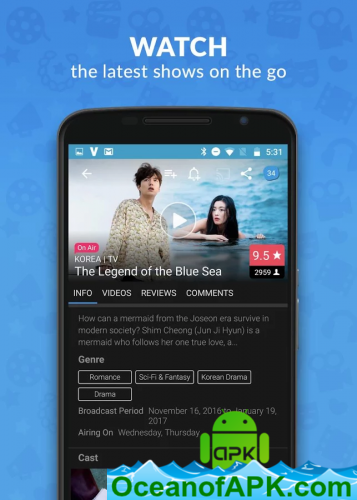 WATCH
the latest shows on the go
5:31
34
On Air
KOREA | TV
The Legend of the Blue Sea
9.5
2959
INFO VIDEOS REVIEWS COMMENTS
How can a mermaid from the Joseon era survive in
modern society? Shim Cheong (Jun Ji Hyun) is a
mermaid who follows her one true love, a...
Genre
Romance Sci-Fi & Fantasy Korean Drama
Drama
Broadcast Period November 16, 2016 to January 19,
2017
Airing On Wednesday, Thursday
Cast
apk
OceanofAPK.com